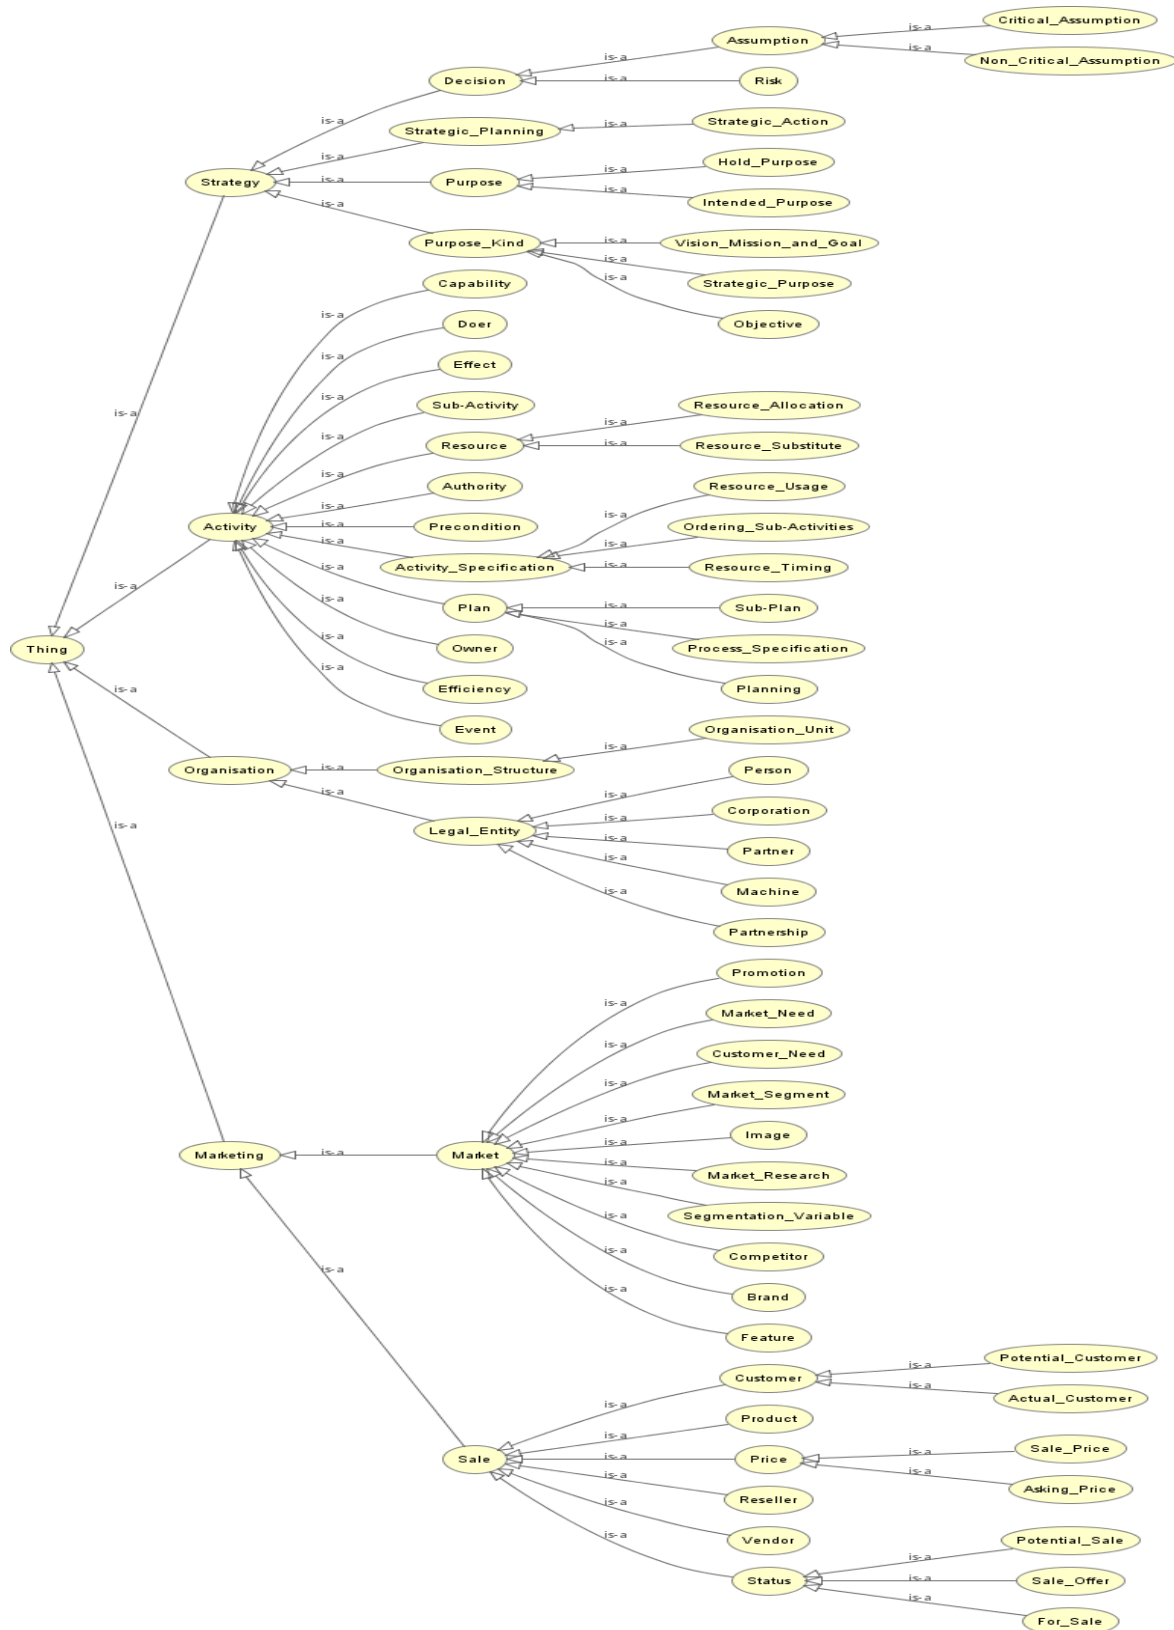 Critical_Assumption
is-a
Assumption
is-a
Non_Critical_Assumption
is-a
Decision
is-a
Risk
is-a
Strategic_Planning
is-a
Strategic_Action
is-a
Hold_Purpose
is-a
Strategy
is-a
Purpose
is-a
Intended_Purpose
is-a
Purpose_Kind
is-a
Vision_Mission_and_Goal
is-a
Strategic_Purpose
is-a
Objective
is-a
Capability
is-a
Doer
is-a
Effect
is-a
Sub-Activity
is-a
Resource
is-a
Resource_Allocation
is-a
Resource_Substitute
is-a
Authority
is-a
Resource_Usage
is-a
Activity
is-a
Precondition
Ordering_Sub-Activities
is-a
Activity_Specification
is-a
Resource_Timing
is-a
is-a
Plan
is-a
Sub-Plan
is-a
Thing
Owner
is-a
Process_Specification
is-a
Efficiency
is-a
Planning
is-a
Event
Organisation_Unit
is-a
Organisation
is-a
Organisation_Structure
is-a
Person
is-a
Corporation
is-a
Legal_Entity
is-a
Partner
is-a
Machine
is-a
Partnership
is-a
Promotion
is-a
Market_Need
is-a
Customer_Need
is-a
Market_Segment
is-a
Image
is-a
Marketing
is-a
Market
is-a
Market_Research
is-a
Segmentation_Variable
is-a
Competitor
is-a
Brand
is-a
Feature
is-a
Potential_Customer
is-a
Customer
is-a
Actual_Customer
is-a
Product
is-a
Sale_Price
is-a
Sale
is-a
Price
is-a
Asking_Price
is-a
Reseller
is-a
Vendor
is-a
Potential_Sale
is-a
Status
is-a
Sale_Offer
is-a
For_Sale